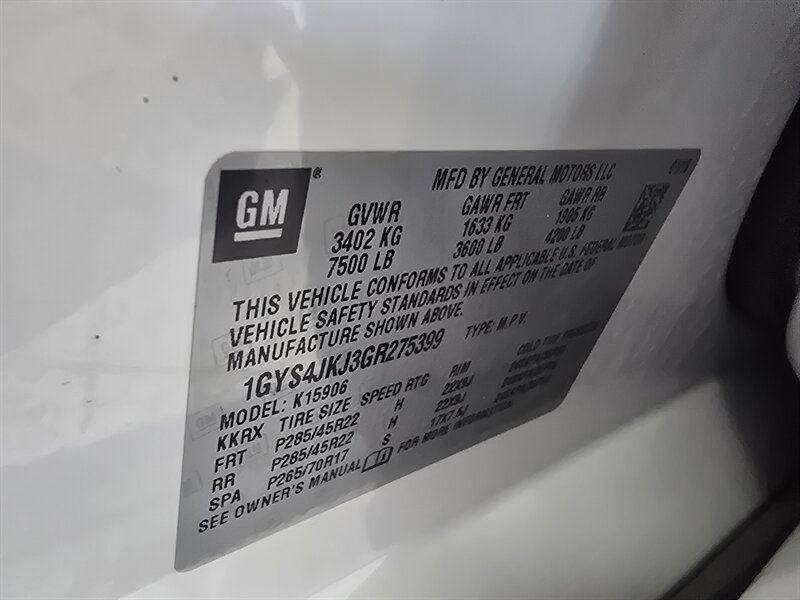 GM ®
MFD BY GENERAL MOTORS LLC
GVWR GAWR FRT GAWR RR
3402 KG 1633 KG 1905 KG
7500 LB 3600 LB 4200 LB
THIS VEHICLE CONFORMS TO ALL APPLICABLE U.S. FEDERAL MOTOR
VEHICLE SAFETY STANDARDS IN EFFECT ON THE DATE OF
MANUFACTURE SHOWN ABOVE.
1GYS4JKJ3GR275399 TYPE: M.P.V.
MODEL: K15906
KKRX TIRE SIZE SPEED RTG RIM COLD TIRE
FRT P285/45R22 H 22X9J
RR P285/45R22 H 22X9J
SPA P265/70R17 S 17X7.5J
SEE OWNER'S MANUAL FOR MORE INFORMATION.